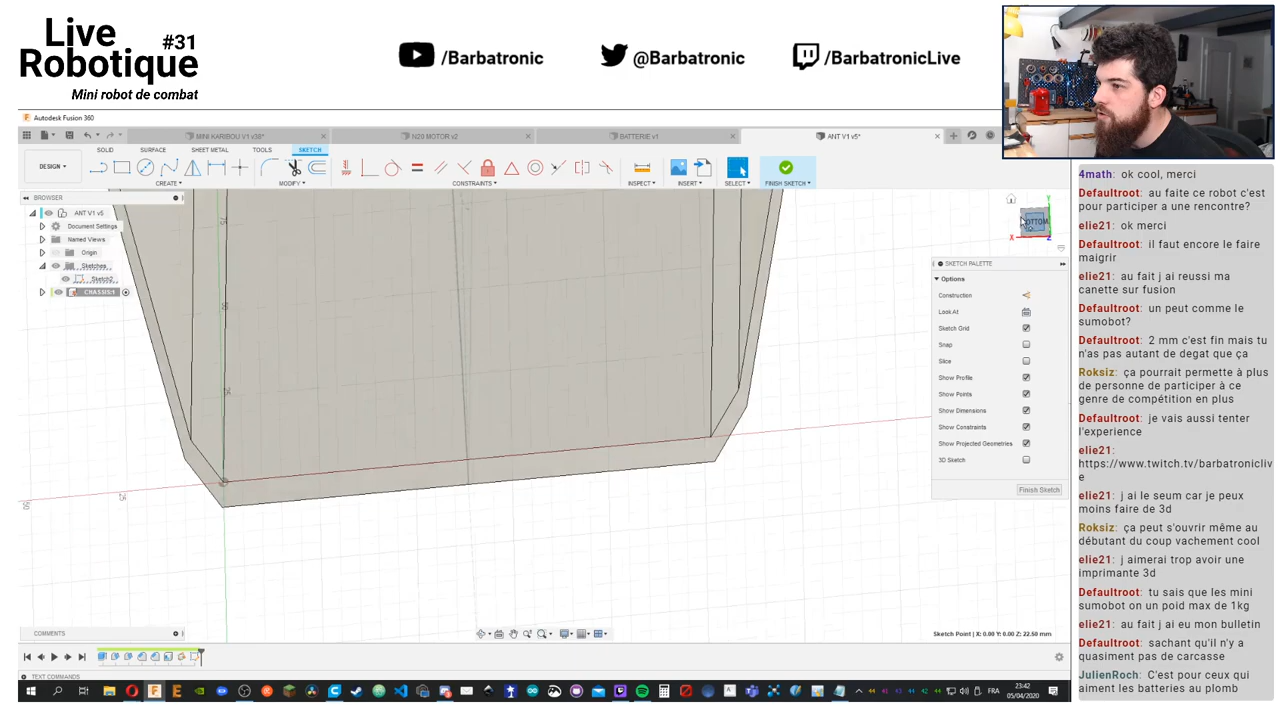 Live
Robotique
#31
Mini robot de combat
/Barbatronic
@Barbatronic
/BarbatronicLive
Autodesk Fusion 360
MINI KARIBOU V1 v38*
N20 MOTOR v2
BATTERIE v1
ANT V1 v5*
DESIGN
SOLID
SURFACE
SHEET METAL
TOOLS
SKETCH
CREATE
MODIFY
CONSTRAINTS
INSPECT
INSERT
SELECT
FINISH SKETCH
BROWSER
ANT V1 v5
Document Settings
Named Views
Origin
Sketches
Sketch2
CHASSIS:1
75
50
25
25
50
X
Y
Z
SKETCH PALETTE
Options
Construction
Look At
Sketch Grid
Snap
Slice
Show Profile
Show Points
Show Dimensions
Show Constraints
Show Projected Geometries
3D Sketch
Finish Sketch
COMMENTS
Sketch Point | X: 0.00 Y: 0.00 Z: 22.50 mm
TEXT COMMANDS
FRA
23:42
05/04/2020
4math: ok cool, merci
Defaultroot: au faite ce robot c'est
pour participer a une rencontre?
elie21: ok merci
Defaultroot: il faut encore le faire
maigrir
elie21: au fait j ai reussi ma
canette sur fusion
Defaultroot: un peut comme le
sumobot?
Defaultroot: 2 mm c'est fin mais tu
n'as pas autant de degat que ça
Roksiz: ça pourrait permette à plus
de personne de participer à ce
genre de compétition en plus
Defaultroot: je vais aussi tenter
l'experience
elie21:
https://www.twitch.tv/barbatronicliv
e
elie21: j ai le seum car je peux
moins faire de 3d
Roksiz: ça peut s'ouvrir même au
débutant du coup vachement cool
elie21: j aimerai trop avoir une
imprimante 3d
Defaultroot: tu sais que les mini
sumobot on un poid max de 1kg
elie21: au fait j ai eu mon bulletin
Defaultroot: sachant qu'il n'y a
quasiment pas de carcasse
JulienRoch: C'est pour ceux qui
aiment les batteries au plomb